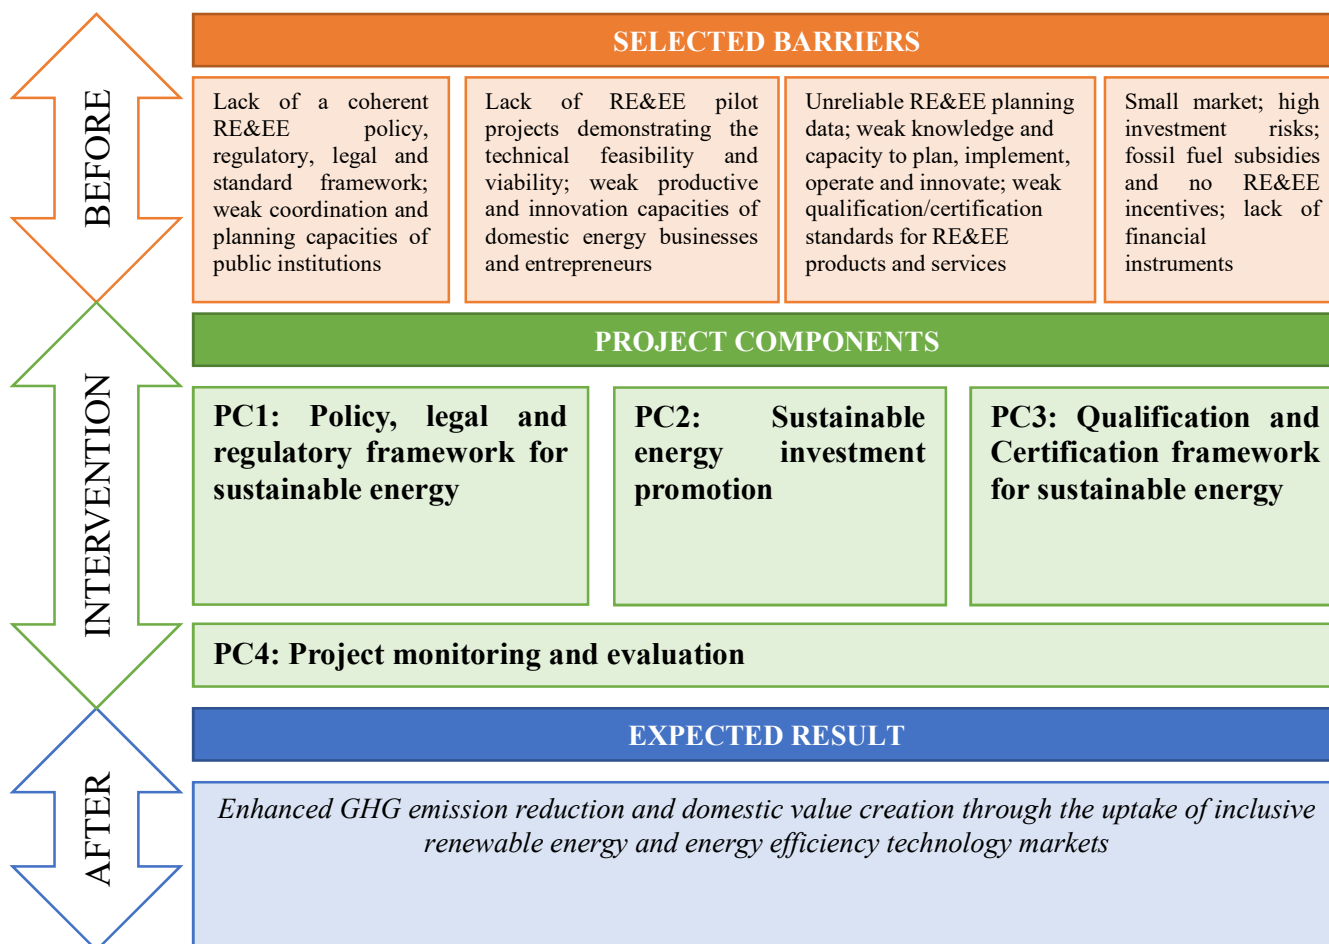 BEFORE
SELECTED BARRIERS
Lack of a coherent
RE&EE policy,
regulatory, legal and
standard framework;
weak coordination and
planning capacities of
public institutions
Lack of RE&EE pilot
projects demonstrating the
technical feasibility and
viability; weak productive
and innovation capacities of
domestic energy businesses
and entrepreneurs
Unreliable RE&EE planning
data; weak knowledge and
capacity to plan, implement,
operate and innovate; weak
qualification/certification
standards for RE&EE
products and services
Small market; high
investment risks;
fossil fuel subsidies
and no RE&EE
incentives; lack of
financial
instruments
INTERVENTION
PROJECT COMPONENTS
PC1: Policy, legal and
regulatory framework for
sustainable energy
PC2: Sustainable
energy investment
promotion
PC3: Qualification and
Certification framework
for sustainable energy
PC4: Project monitoring and evaluation
AFTER
EXPECTED RESULT
Enhanced GHG emission reduction and domestic value creation through the uptake of inclusive
renewable energy and energy efficiency technology markets